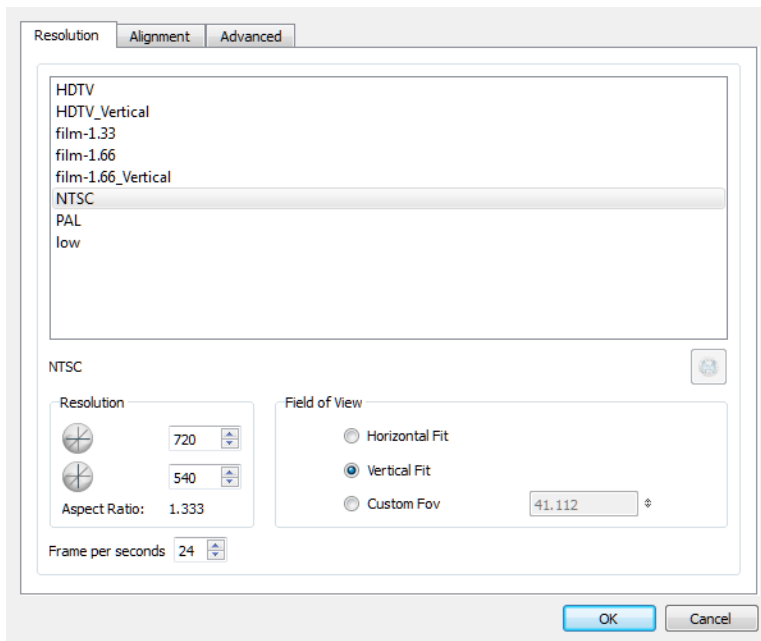 Resolution Alignment Advanced
HDTV
HDTV_Vertical
film-1.33
film-1.66
film-1.66_Vertical
NTSC
PAL
low
NTSC
Resolution
720
540
Aspect Ratio: 1.333
Field of View
Horizontal Fit
Vertical Fit
Custom Fov 41.112
Frame per seconds 24
OK Cancel